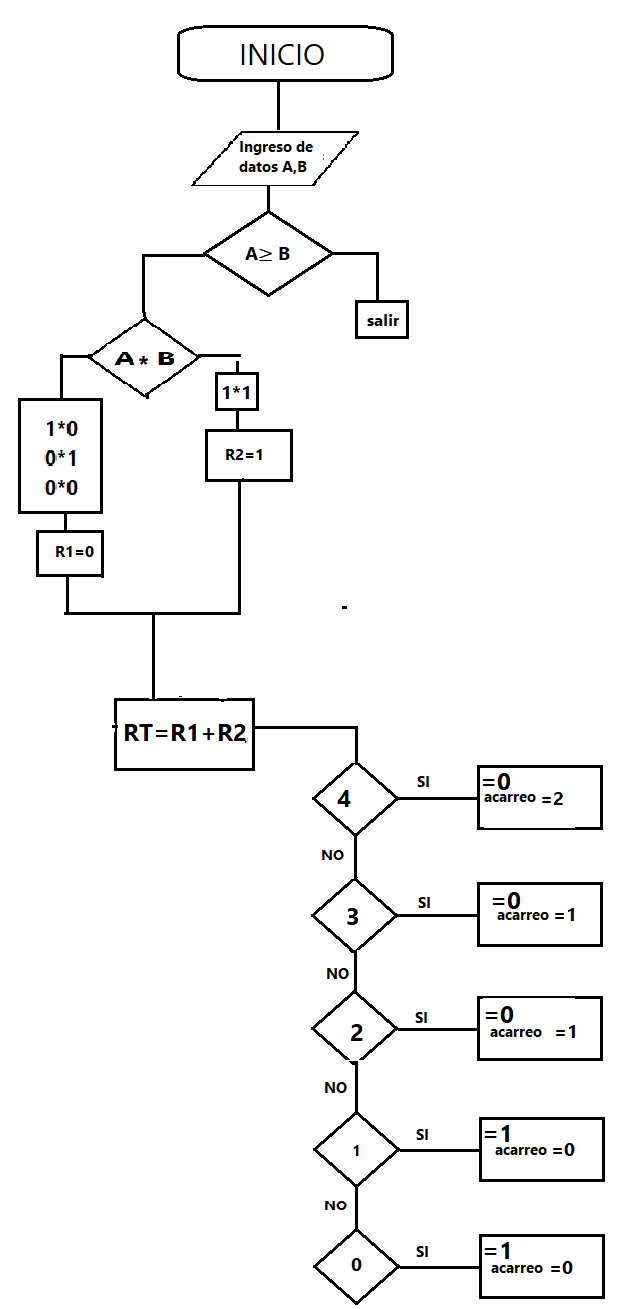 INICIO
Ingreso de
datos A,B
A≥ B
salir
A * B
1*1
R2=1
1*0
0*1
0*0
R1=0
RT=R1+R2
4
SI
=0
acarreo =2
NO
3
SI
=0
acarreo =1
NO
2
SI
=0
acarreo =1
NO
1
SI
=1
acarreo =0
NO
0
SI
=1
acarreo =0